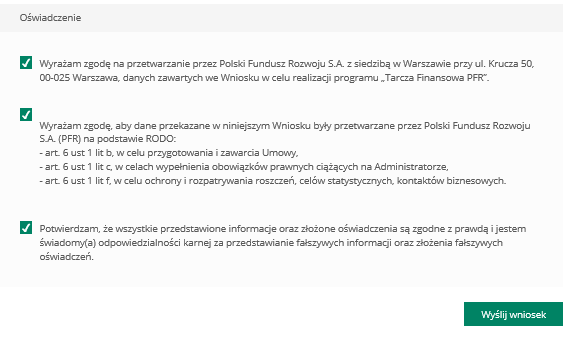 Oświadczenie
Wyrażam zgodę na przetwarzanie przez Polski Fundusz Rozwoju S.A. z siedzibą w Warszawie przy ul. Krucza 50,
00-025 Warszawa, danych zawartych we Wniosku w celu realizacji programu „Tarcza Finansowa PFR”.
Wyrażam zgodę, aby dane przekazane w niniejszym Wniosku były przetwarzane przez Polski Fundusz Rozwoju
S.A. (PFR) na podstawie RODO:
- art. 6 ust 1 lit b, w celu przygotowania i zawarcia Umowy,
- art. 6 ust 1 lit c, w celach wypełnienia obowiązków prawnych ciążących na Administratorze,
- art. 6 ust 1 lit f, w celu ochrony i rozpatrywania roszczeń, celów statystycznych, kontaktów biznesowych.
Potwierdzam, że wszystkie przedstawione informacje oraz złożone oświadczenia są zgodne z prawdą i jestem
świadomy(a) odpowiedzialności karnej za przedstawianie fałszywych informacji oraz złożenia fałszywych
oświadczeń.
Wyślij wniosek